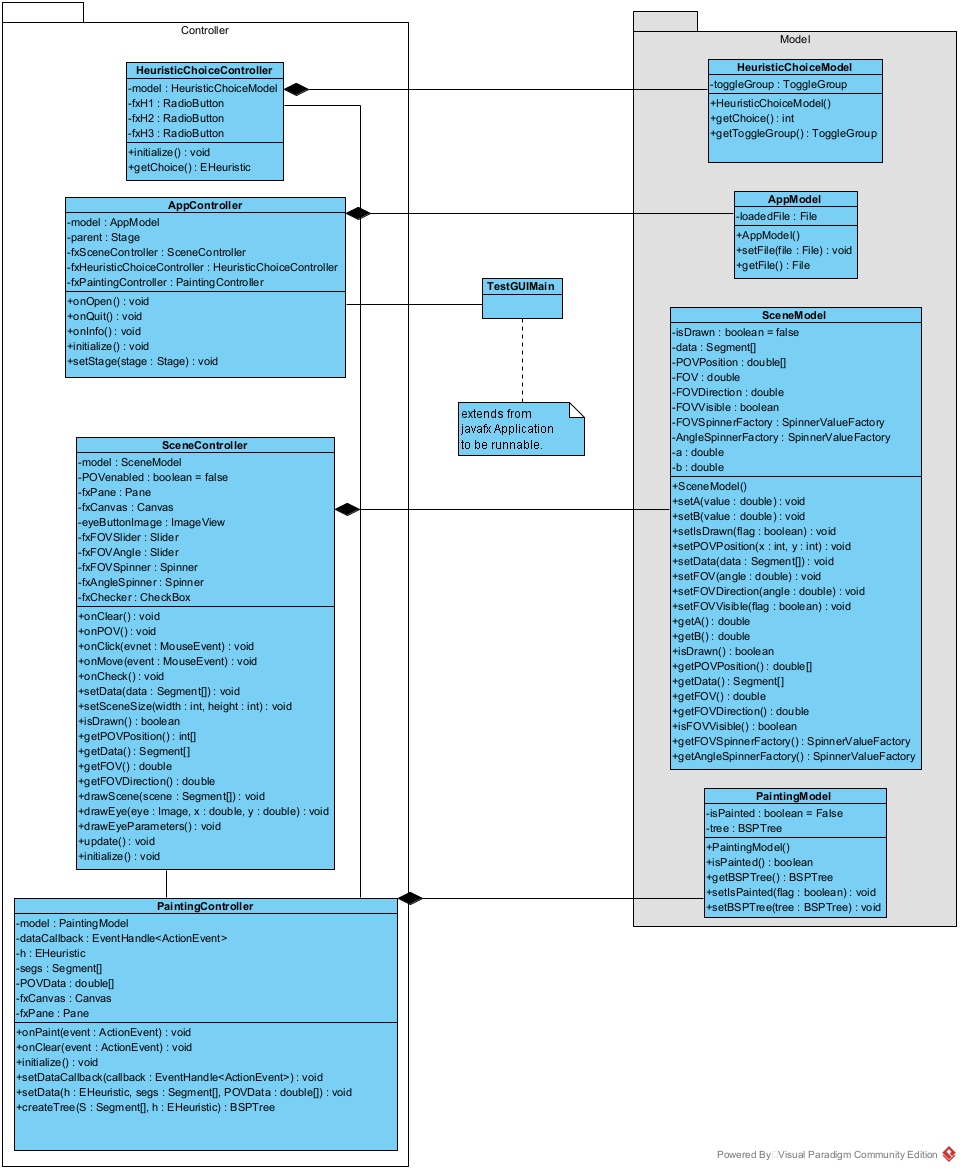 Controller
HeuristicChoiceController
-model : HeuristicChoiceModel
-fxH1 : RadioButton
-fxH2 : RadioButton
-fxH3 : RadioButton
+initialize() : void
+getChoice() : EHeuristic
AppController
-model : AppModel
-parent : Stage
-fxSceneController : SceneController
-fxHeuristicChoiceController : HeuristicChoiceController
-fxPaintingController : PaintingController
+onOpen() : void
+onQuit() : void
+onInfo() : void
+initialize() : void
+setStage(stage : Stage) : void
SceneController
-model : SceneModel
-POVenabled : boolean = false
-fxPane : Pane
-fxCanvas : Canvas
-eyeButtonImage : ImageView
-fxFOVSlider : Slider
-fxFOVAngle : Slider
-fxFOVSpinner : Spinner
-fxAngleSpinner : Spinner
-fxChecker : CheckBox
+onClear() : void
+onPOV() : void
+onClick(evnet : MouseEvent) : void
+onMove(event : MouseEvent) : void
+onCheck() : void
+setData(data : Segment[]) : void
+setSceneSize(width : int, height : int) : void
+isDrawn() : boolean
+getPOVPosition() : int[]
+getData() : Segment[]
+getFOV() : double
+getFOVDirection() : double
+drawScene(scene : Segment[]) : void
+drawEye(eye : Image, x : double, y : double) : void
+drawEyeParameters() : void
+update() : void
+initialize() : void
PaintingController
-model : PaintingModel
-dataCallback : EventHandle<ActionEvent>
-h : EHeuristic
-segs : Segment[]
-POVData : double[]
-fxCanvas : Canvas
-fxPane : Pane
+onPaint(event : ActionEvent) : void
+onClear(event : ActionEvent) : void
+initialize() : void
+setDataCallback(callback : EventHandle<ActionEvent>) : void
+setData(h : EHeuristic, segs : Segment[], POVData : double[]) : void
+createTree(S : Segment[], h : EHeuristic) : BSPTree
TestGUIMain
extends from
javafx Application
to be runnable.
Model
HeuristicChoiceModel
-toggleGroup : ToggleGroup
+HeuristicChoiceModel()
+getChoice() : int
+getToggleGroup() : ToggleGroup
AppModel
-loadedFile : File
+AppModel()
+setFile(file : File) : void
+getFile() : File
SceneModel
-isDrawn : boolean = false
-data : Segment[]
-POVPosition : double[]
-FOV : double
-FOVDirection : double
-FOVVisible : boolean
-FOVSpinnerFactory : SpinnerValueFactory
-AngleSpinnerFactory : SpinnerValueFactory
-a : double
-b : double
+SceneModel()
+setA(value : double) : void
+setB(value : double) : void
+setIsDrawn(flag : boolean) : void
+setPOVPosition(x : int, y : int) : void
+setData(data : Segment[]) : void
+setFOV(angle : double) : void
+setFOVDirection(angle : double) : void
+setFOVVisible(flag : boolean) : void
+getA() : double
+getB() : double
+isDrawn() : boolean
+getPOVPosition() : double[]
+getData() : Segment[]
+getFOV() : double
+getFOVDirection() : double
+isFOVVisible() : boolean
+getFOVSpinnerFactory() : SpinnerValueFactory
+getAngleSpinnerFactory() : SpinnerValueFactory
PaintingModel
-isPainted : boolean = False
-tree : BSPTree
+PaintingModel()
+isPainted() : boolean
+getBSPTree() : BSPTree
+setIsPainted(flag : boolean) : void
+setBSPTree(tree : BSPTree) : void
Powered By Visual Paradigm Community Edition